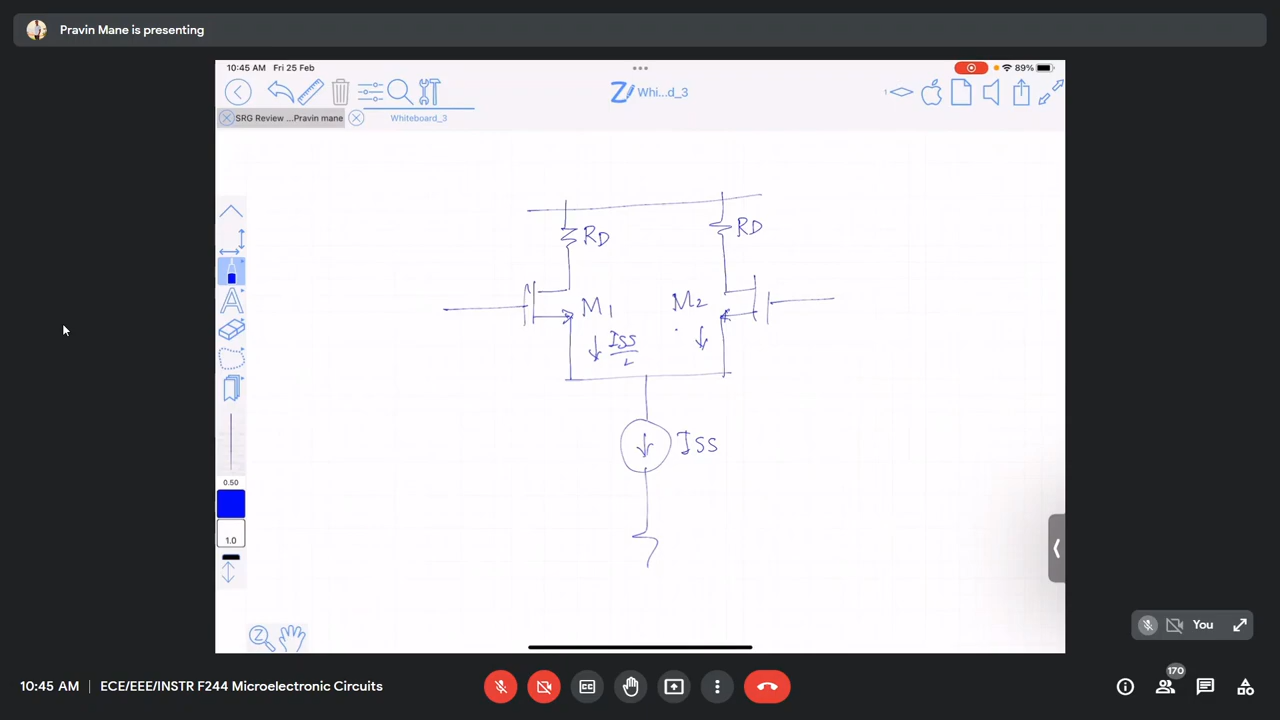 Pravin Mane is presenting
10:45 AM Fri 25 Feb
89%
Whi...d_3
1
SRG Review ...Pravin mane
Whiteboard_3
RD
RD
M1
M2
ISS
ISS
A
0.50
1.0
Z
You
10:45 AM | ECE/EEE/INSTR F244 Microelectronic Circuits
CC
170